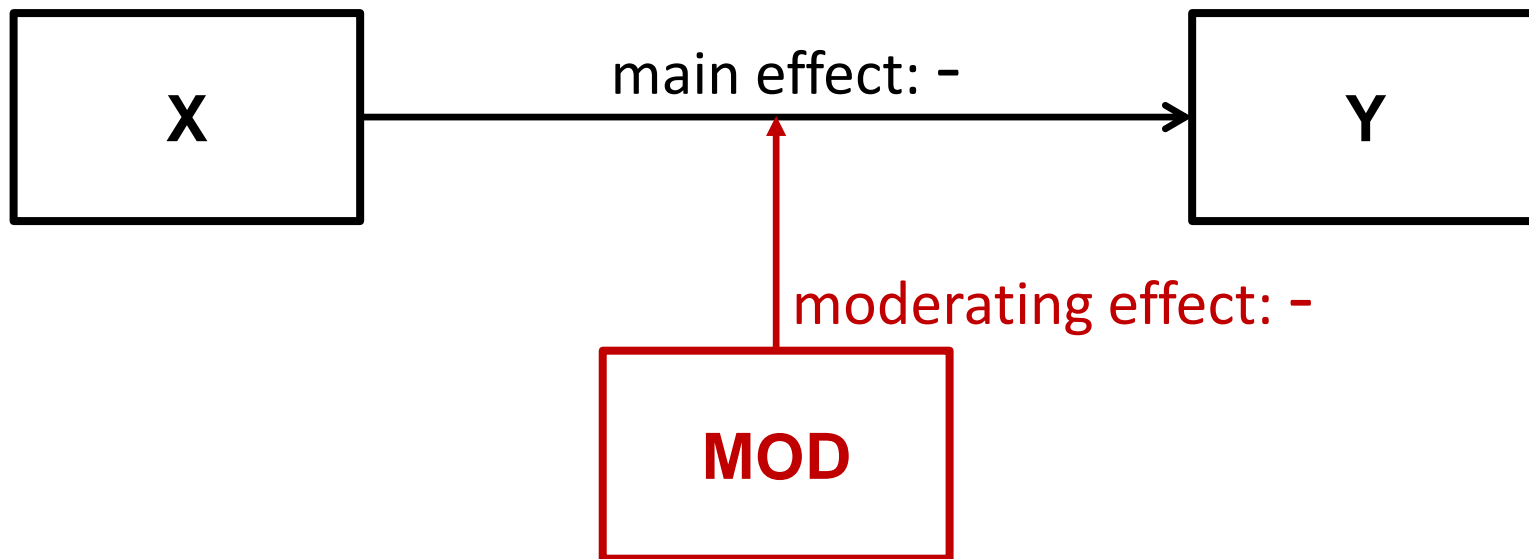 main effect: -
X
Y
moderating effect: -
MOD